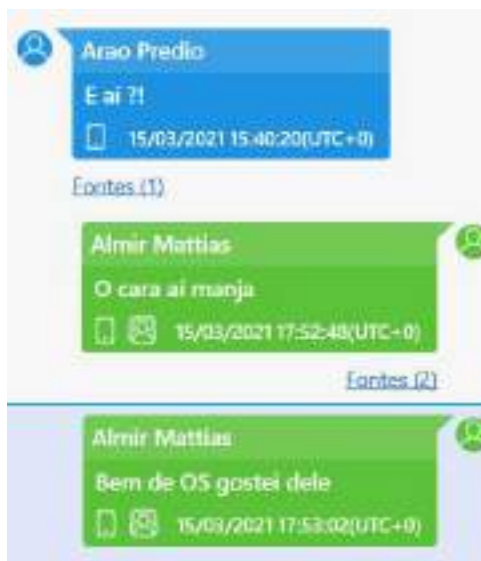 Arao Predio
E aí ?!
15/03/2021 15:40:20(UTC+0)
Fontes (1)
Almir Mattias
O cara aí manja
15/03/2021 17:52:48(UTC+0)
Fontes (2)
Almir Mattias
Bem de OS gostei dele
15/03/2021 17:53:02(UTC+0)